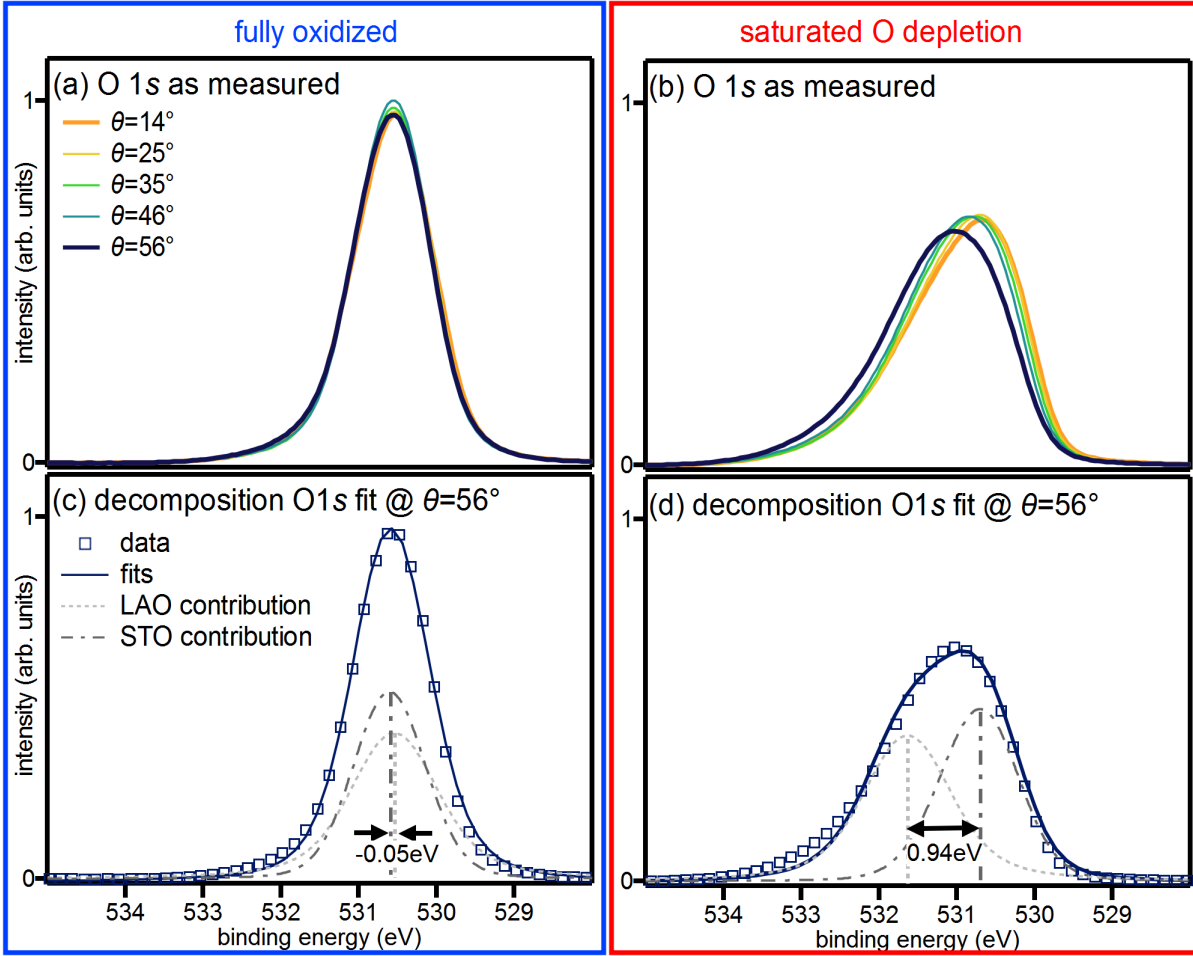 fully oxidized
saturated O depletion
(a) O 1s as measured
θ=14°
θ=25°
θ=35°
θ=46°
θ=56°
1
0
intensity (arb. units)
(b) O 1s as measured
1
0
(c) decomposition O1s fit @ θ=56°
data
fits
LAO contribution
STO contribution
-0.05eV
1
0
intensity (arb. units)
534
533
532
531
530
529
binding energy (eV)
(d) decomposition O1s fit @ θ=56°
0.94eV
1
0
534
533
532
531
530
529
binding energy (eV)